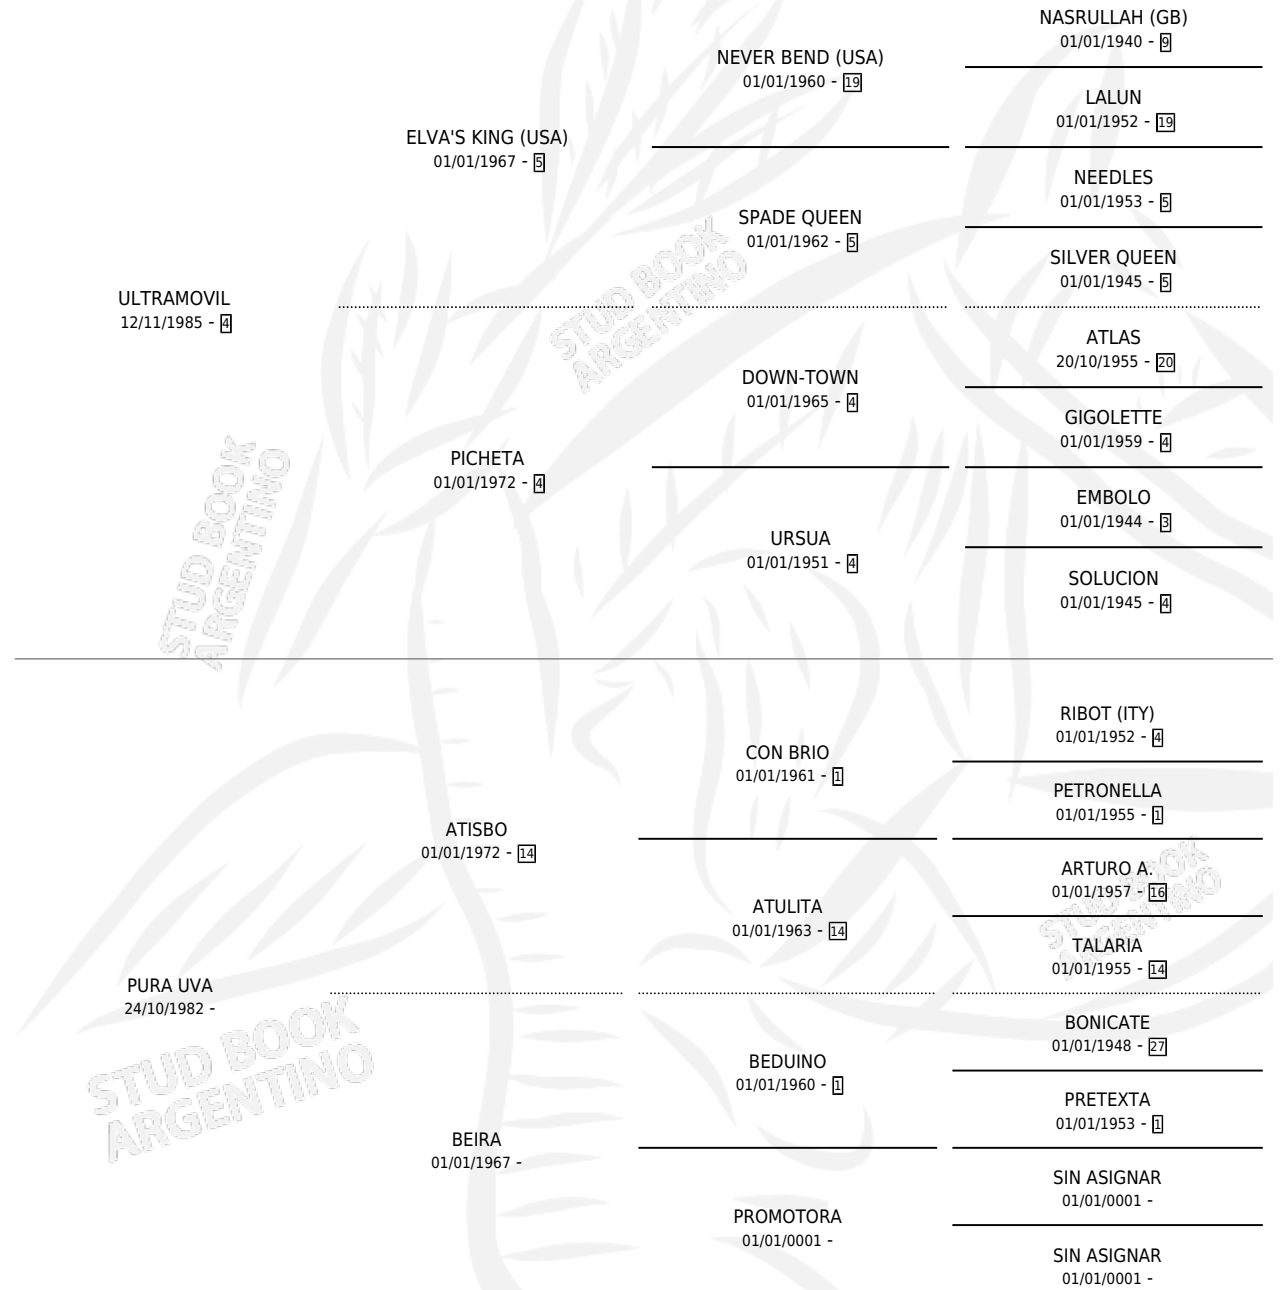 NASRULLAH (GB)
01/01/1940 - 9
NEVER BEND (USA)
01/01/1960 - 19
LALUN
01/01/1952 - 19
ELVA'S KING (USA)
01/01/1967 - 5
NEEDLES
01/01/1953 - 5
SPADE QUEEN
01/01/1962 - 5
SILVER QUEEN
01/01/1945 - 5
ULTRAMOVIL
12/11/1985 - 4
ATLAS
20/10/1955 - 20
DOWN-TOWN
01/01/1965 - 4
GIGOLETTE
01/01/1959 - 4
PICHETA
01/01/1972 - 4
EMBOLO
01/01/1944 - 3
URSUA
01/01/1951 - 4
SOLUCION
01/01/1945 - 4
RIBOT (ITY)
01/01/1952 - 4
CON BRIO
01/01/1961 - 1
PETRONELLA
01/01/1955 - 1
ATISBO
01/01/1972 - 14
ARTURO A.
01/01/1957 - 16
ATULITA
01/01/1963 - 14
TALARIA
01/01/1955 - 14
PURA UVA
24/10/1982 -
BONICATE
01/01/1948 - 27
BEDUINO
01/01/1960 - 1
PRETEXTA
01/01/1953 - 1
BEIRA
01/01/1967 -
SIN ASIGNAR
01/01/0001 -
PROMOTORA
01/01/0001 -
SIN ASIGNAR
01/01/0001 -
STUD BOOK
ARGENTINO
STUD BOOK
ARGENTINO
STUD BOOK
ARGENTINO
STUD BOOK
ARGENTINO